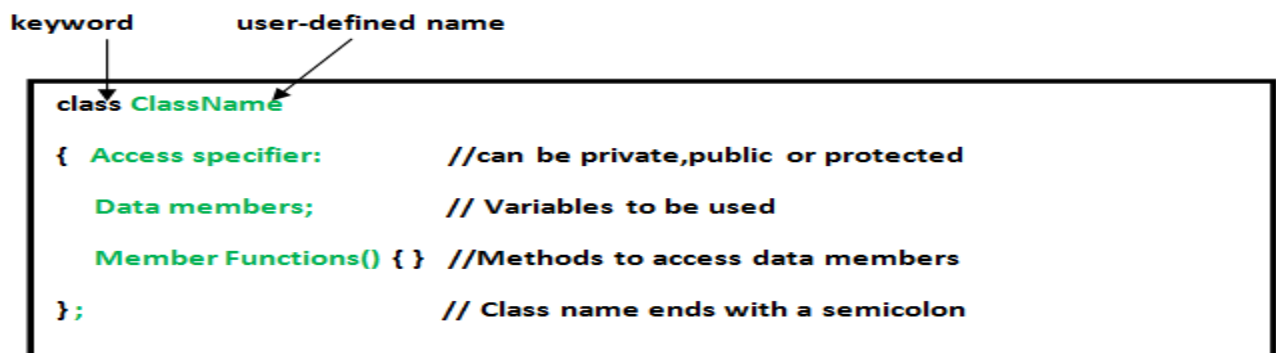 keyword user-defined name
class ClassName
{ Access specifier: //can be private,public or protected
Data members; // Variables to be used
Member Functions() { } //Methods to access data members
}; // Class name ends with a semicolon